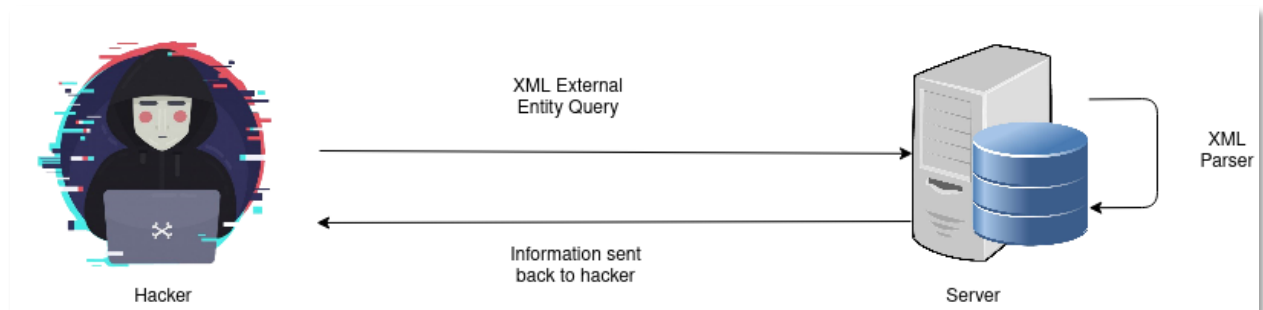 XML External
Entity Query
XML
Parser
Information sent
back to hacker
Hacker
Server